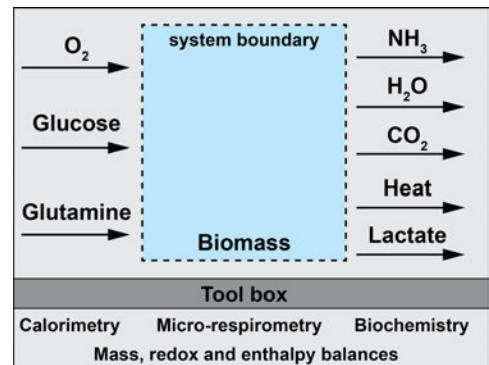 O₂
Glucose
Glutamine
system boundary
Biomass
NH₃
H₂O
CO₂
Heat
Lactate
Tool box
Calorimetry Micro-respirometry Biochemistry
Mass, redox and enthalpy balances